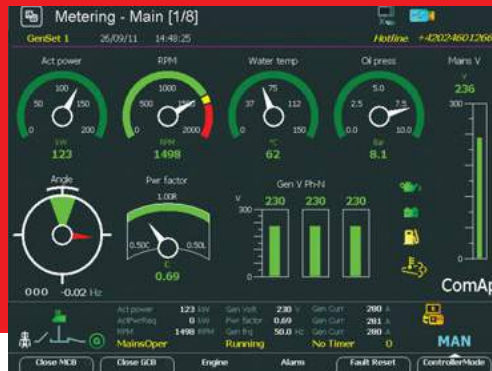 Metering - Main [1/8]
GenSet 1 26/09/11 14:48:25 Hotline +42024601266
Act power RPM Water temp Oil press Mains V
50 100 150 0 200 kW 123
500 1000 1500 0 2000 RPM 1498
37 75 112 0 150 °C 62
2.5 5.0 7.5 0.0 10.0 Bar 8.1
V 236 300 0
Angle Pwr factor Gen V Ph-N
000 -0.02 Hz
1.00R 0.50C 0.50L C 0.69
V 300 0 230 230 230
ComAp
Act power 123 kW Gen Volt 230 V Gen Curr 280 A
ActPwrReq 0 kW Pwr factor 0.69 Gen Curr 281 A
RPM 1498 RPM Gen frq 50.0 Hz Gen Curr 280 A
MainsOper Running No Timer 0 MAN
Close MCB Close GCB Engine Alarm Fault Reset ControllerMode